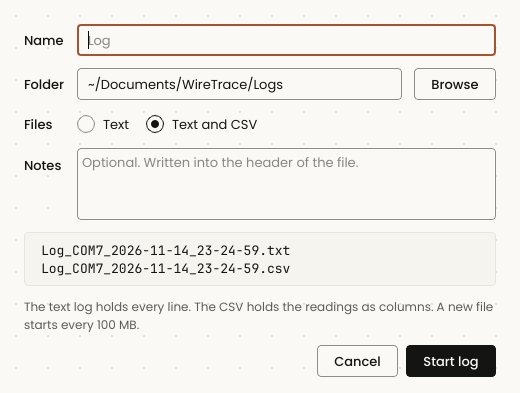 Name
Log
Folder
~/Documents/WireTrace/Logs
Browse
Files
Text
Text and CSV
Notes
Optional. Written into the header of the file.
Log_COM7_2026-11-14_23-24-59.txt
Log_COM7_2026-11-14_23-24-59.csv
The text log holds every line. The CSV holds the readings as columns. A new file
starts every 100 MB.
Cancel
Start log